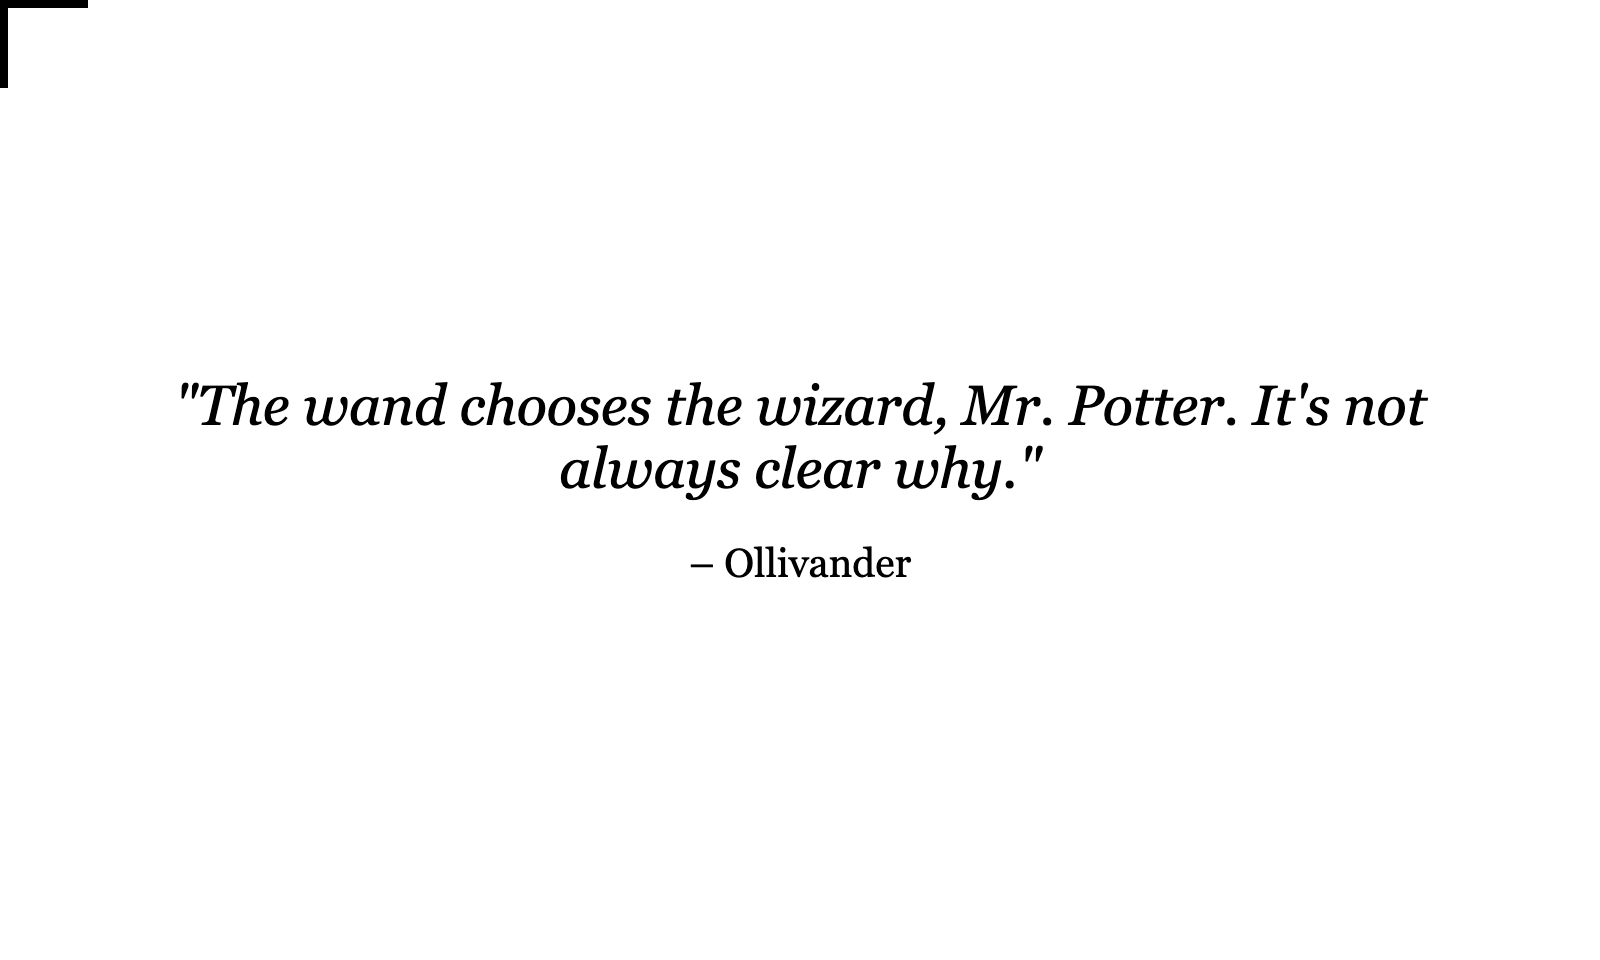 "The wand chooses the wizard, Mr. Potter. It's not
always clear why."
– Ollivander